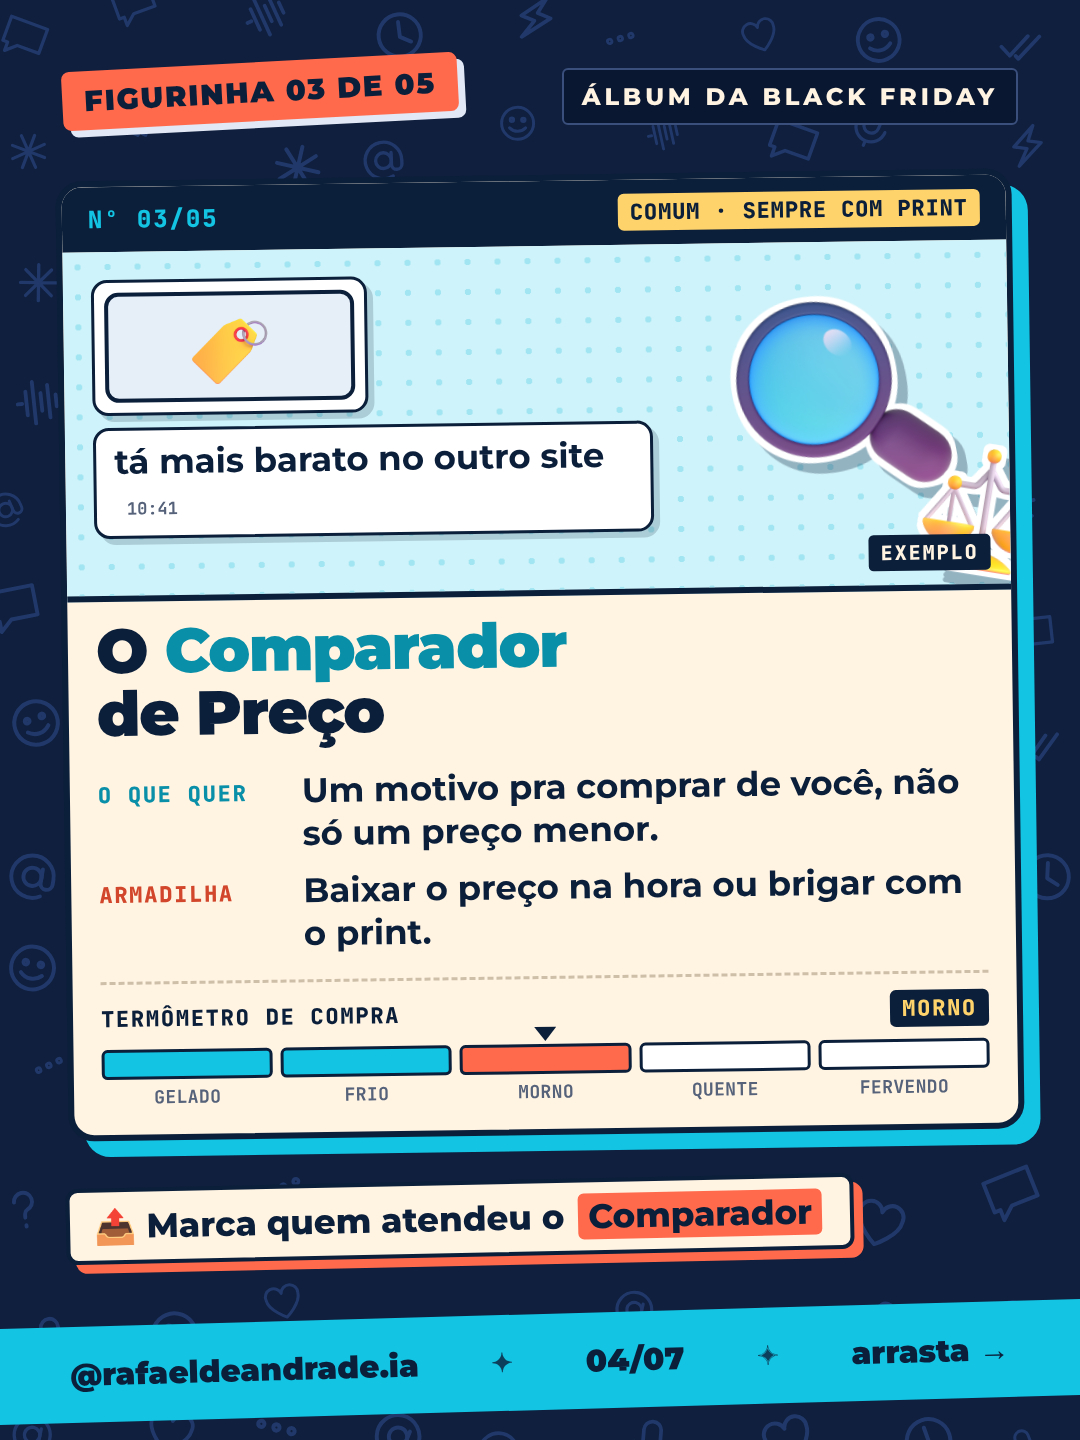 FIGURINHA 03 DE 05
ÁLBUM DA BLACK FRIDAY
N° 03/05
COMUM · SEMPRE COM PRINT
tá mais barato no outro site
10:41
EXEMPLO
O Comparador
de Preço
O QUE QUER
Um motivo pra comprar de você, não
só um preço menor.
ARMADILHA
Baixar o preço na hora ou brigar com
o print.
TERMÔMETRO DE COMPRA
MORNO
GELADO
FRIO
MORNO
QUENTE
FERVENDO
📤 Marca quem atendeu o Comparador
@rafaeldeandrade.ia ✦ 04/07 ✦ arrasta →